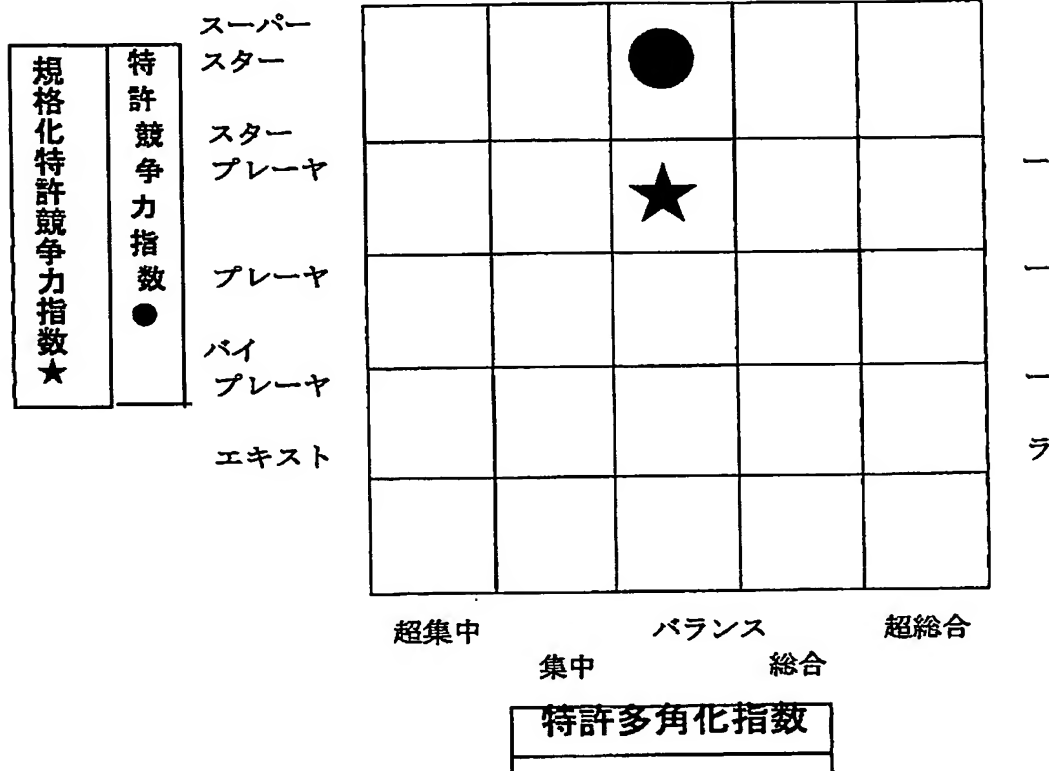 規格化特許競争力指数★
特許競争力指数●
スーパー
スター
スター
プレーヤー
プレーヤー
バイ
プレーヤー
エキストラ
超集中
集中
バランス
総合
超総合
特許多角化指数